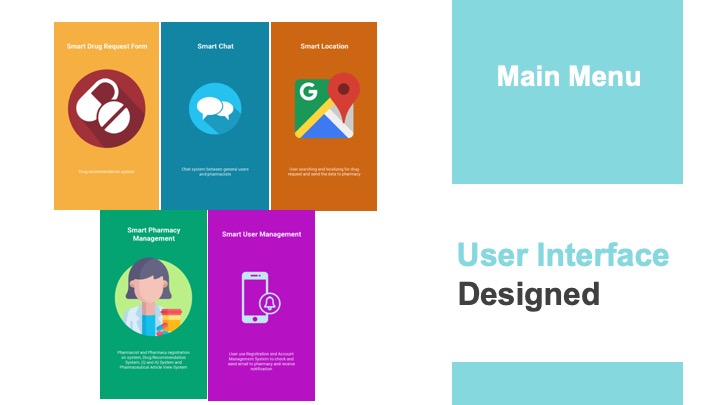 Smart Drug Request Form
Drug recommendation system
Smart Chat
Chat system between general users
and pharmacists
Smart Location
G
User searching and localizing for drug
request and send the data to pharmacy
Smart Pharmacy
Management
Pharmacist and Pharmacy registration
on system, Drug Recommendation
System, (Q and A) System and
Pharmaceutical Article View System
Smart User Management
User use Registration and Account
Management System to check and
send email to pharmacy and receive
notification
Main Menu
User Interface
Designed